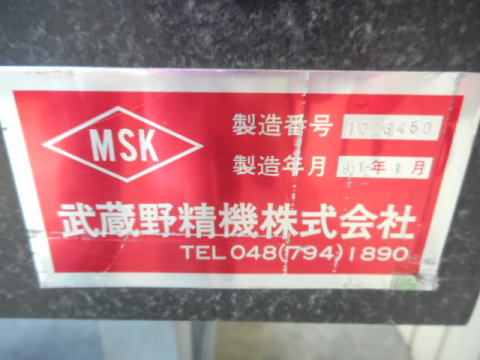 MSK
製造番号 1323450
製造年月 91年1月
武蔵野精機株式会社
TEL 048(794)1890